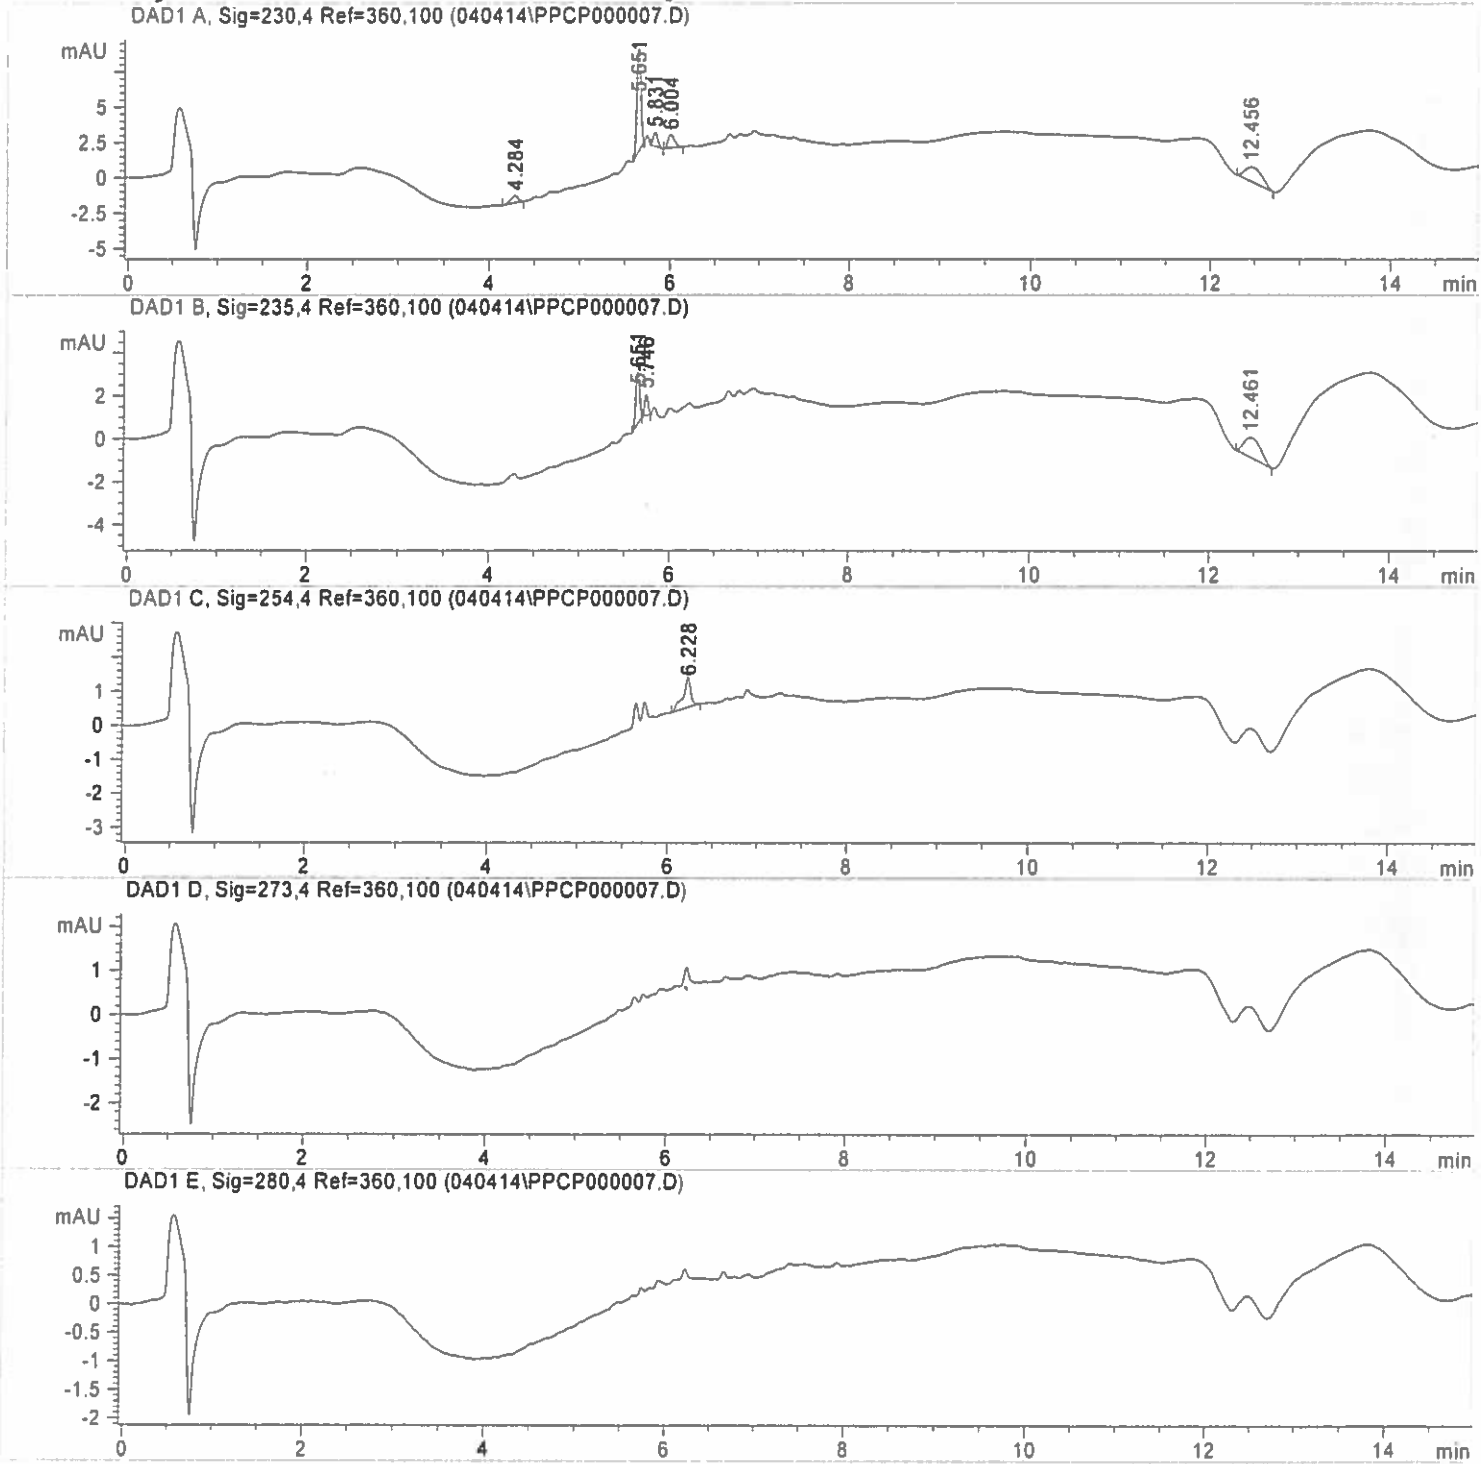 DAD1 A, Sig=230,4 Ref=360,100 (040414\PPCP000007.D)
mAU
5.651
5.831
6.004
4.284
12.456
5
2.5
0
-2.5
-5
0 2 4 6 8 10 12 14 min
DAD1 B, Sig=235,4 Ref=360,100 (040414\PPCP000007.D)
mAU
5.651
5.746
12.461
2
0
-2
-4
0 2 4 6 8 10 12 14 min
DAD1 C, Sig=254,4 Ref=360,100 (040414\PPCP000007.D)
mAU
6.228
1
0
-1
-2
-3
0 2 4 6 8 10 12 14 min
DAD1 D, Sig=273,4 Ref=360,100 (040414\PPCP000007.D)
mAU
1
0
-1
-2
0 2 4 6 8 10 12 14 min
DAD1 E, Sig=280,4 Ref=360,100 (040414\PPCP000007.D)
mAU
1
0.5
0
-0.5
-1
-1.5
-2
0 2 4 6 8 10 12 14 min